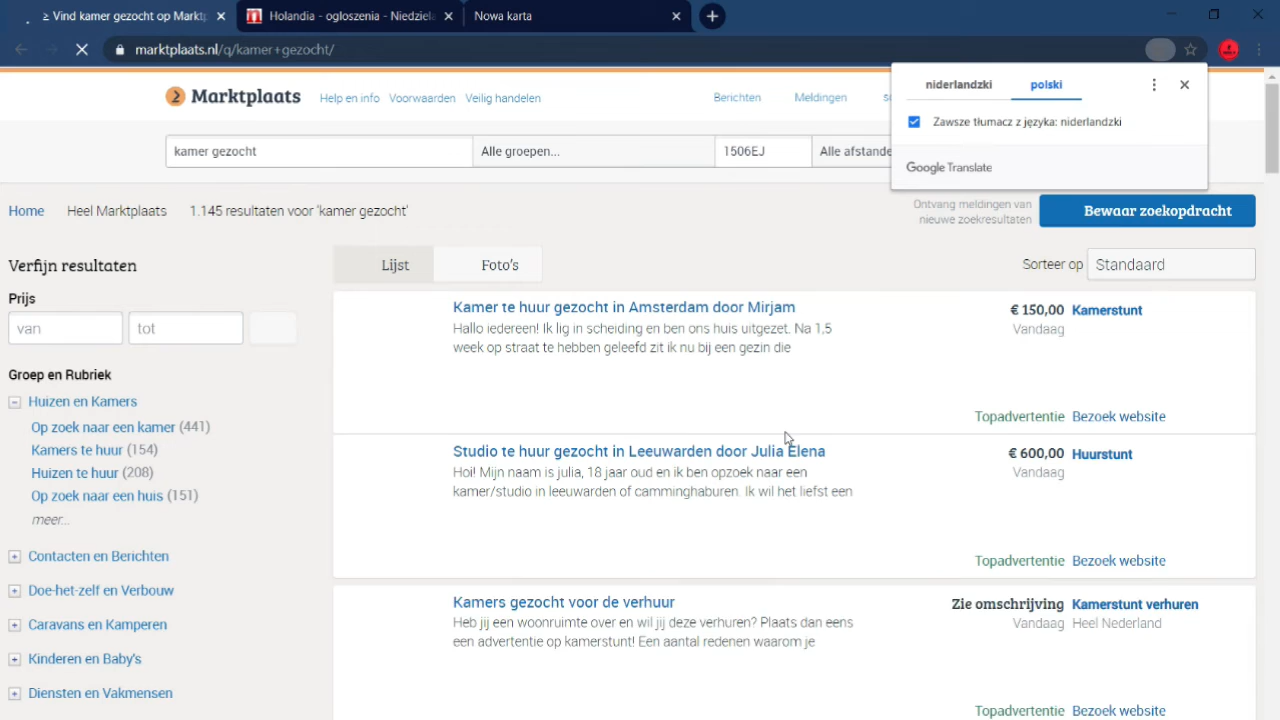 ≥ Vind kamer gezocht op Marktp
Holandia - ogloszenia - Niedziela
Nowa karta
marktplaats.nl/q/kamer+gezocht/
niderlandzki
polski
Zawsze tłumacz z języka: niderlandzki
Google Translate
Marktplaats
Help en info
Voorwaarden
Veilig handelen
Berichten
Meldingen
kamer gezocht
Alle groepen...
1506EJ
Alle afstande
Home
Heel Marktplaats
1.145 resultaten voor 'kamer gezocht'
Ontvang meldingen van
nieuwe zoekresultaten
Bewaar zoekopdracht
Verfijn resultaten
Lijst
Foto's
Sorteer op
Standaard
Prijs
van
tot
Groep en Rubriek
Huizen en Kamers
Op zoek naar een kamer (441)
Kamers te huur (154)
Huizen te huur (208)
Op zoek naar een huis (151)
meer...
Contacten en Berichten
Doe-het-zelf en Verbouw
Caravans en Kamperen
Kinderen en Baby's
Diensten en Vakmensen
Kamer te huur gezocht in Amsterdam door Mirjam
Hallo iedereen! Ik lig in scheiding en ben ons huis uitgezet. Na 1,5
week op straat te hebben geleefd zit ik nu bij een gezin die
€ 150,00
Kamerstunt
Vandaag
Topadvertentie
Bezoek website
Studio te huur gezocht in Leeuwarden door Julia Elena
Hoi! Mijn naam is julia, 18 jaar oud en ik ben opzoek naar een
kamer/studio in leeuwarden of camminghaburen. Ik wil het liefst een
€ 600,00
Huurstunt
Vandaag
Topadvertentie
Bezoek website
Kamers gezocht voor de verhuur
Heb jij een woonruimte over en wil jij deze verhuren? Plaats dan eens
een advertentie op kamerstunt! Een aantal redenen waarom je
Zie omschrijving
Kamerstunt verhuren
Vandaag
Heel Nederland
Topadvertentie
Bezoek website